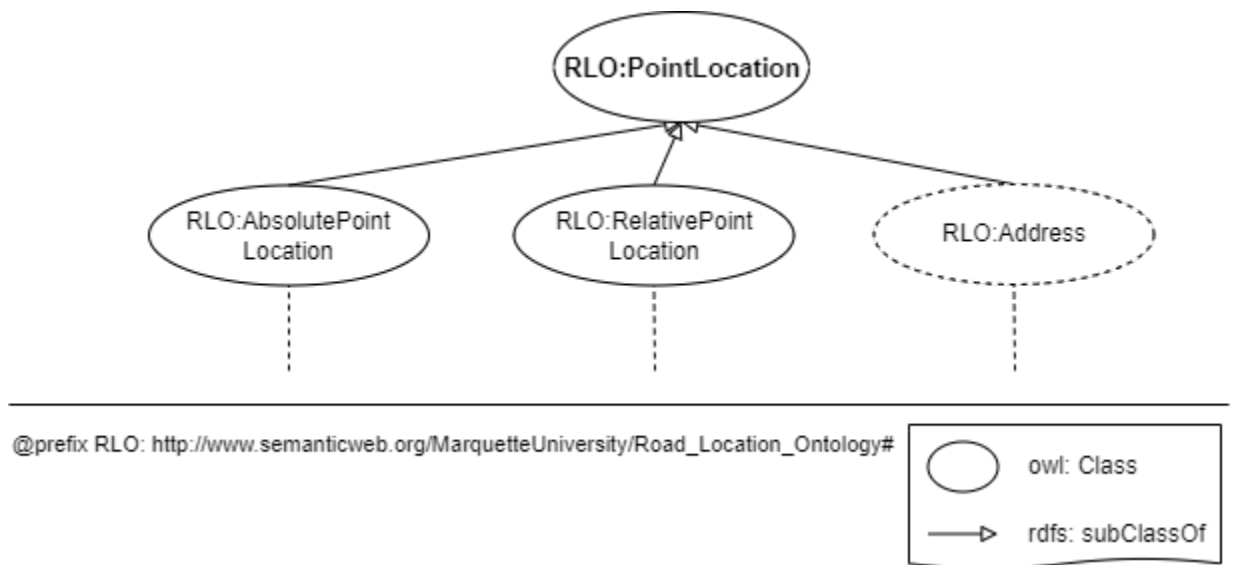 RLO:PointLocation
RLO:AbsolutePoint
Location
RLO:RelativePoint
Location
RLO:Address
@prefix RLO: http://www.semanticweb.org/MarquetteUniversity/Road_Location_Ontology#
owl: Class
rdfs: subClassOf